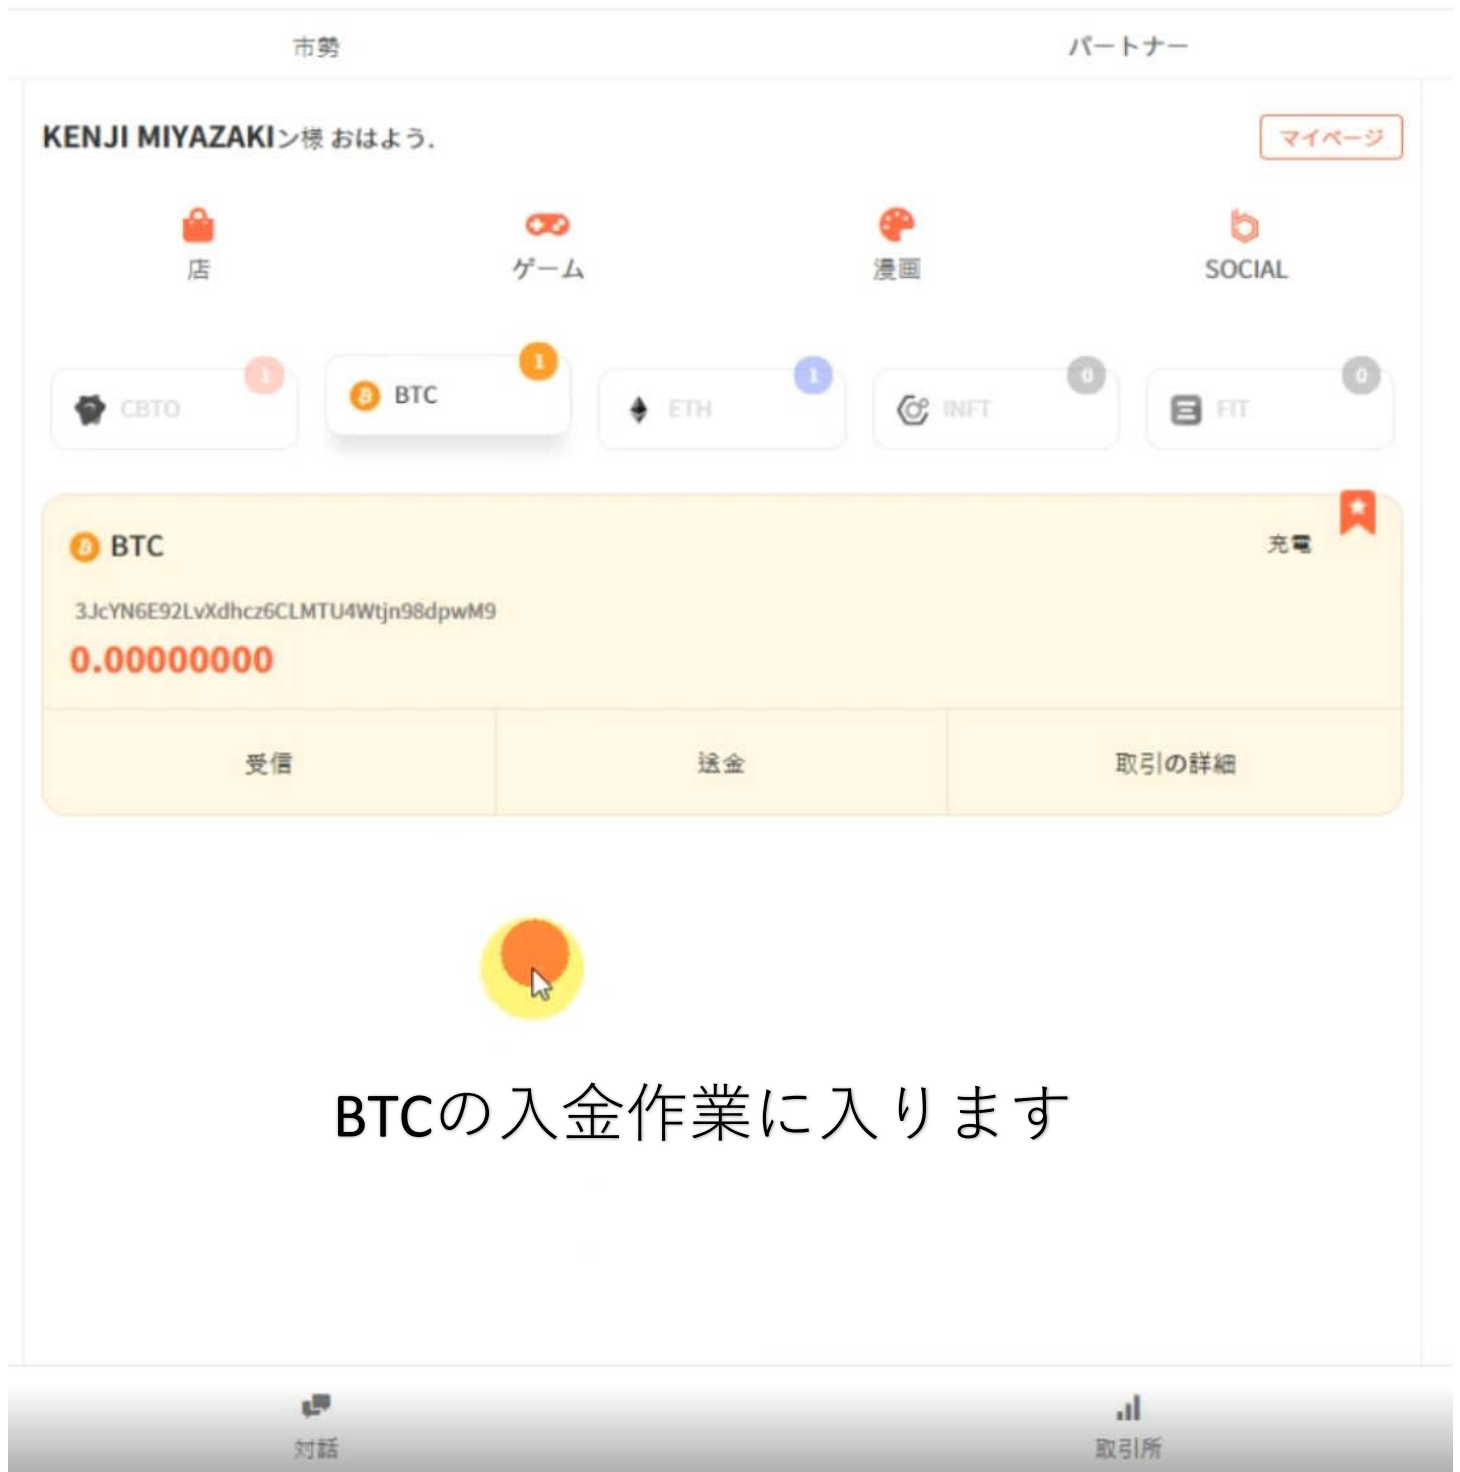 市勢 パートナー
KENJI MIYAZAKIン様 おはよう. マイページ
店 ゲーム 漫画 SOCIAL
1 1 1 0 0
CBTO BTC ETH INFT FIT
BTC 充電
3JcYN6E92LvXdhcz6CLMTU4Wtjn98dpwM9
0.00000000
受信 送金 取引の詳細
BTCの入金作業に入ります
対話 取引所